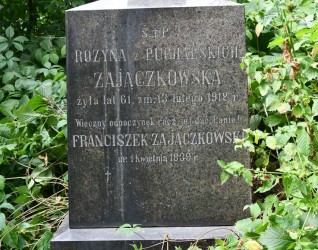 Ś ✝ P
ROZYNA z PUCHALSKICH
ZAJĄCZKOWSKA
żyła lat 61, zm. 13 lutego 1912 r.
Wieczny odpoczynek racz jej dać Panie!
FRANCISZEK ZAJĄCZKOWSKI
1 Kwietnia 1939 r